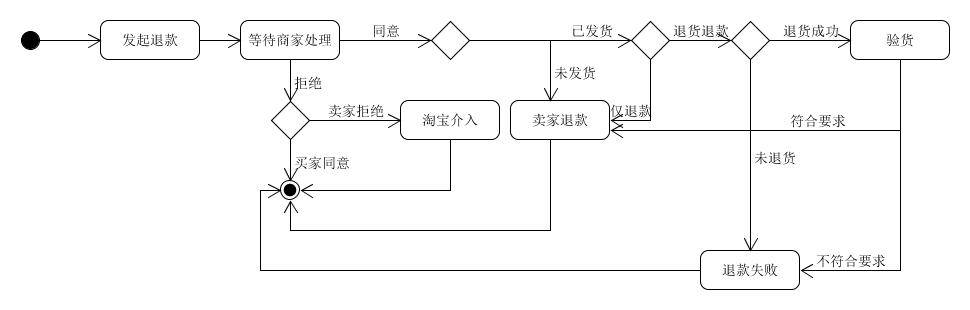 发起退款
等待商家处理
同意
已发货
退货退款
退货成功
验货
未发货
拒绝
卖家拒绝
淘宝介入
卖家退款
仅退款
符合要求
买家同意
未退货
退款失败
不符合要求